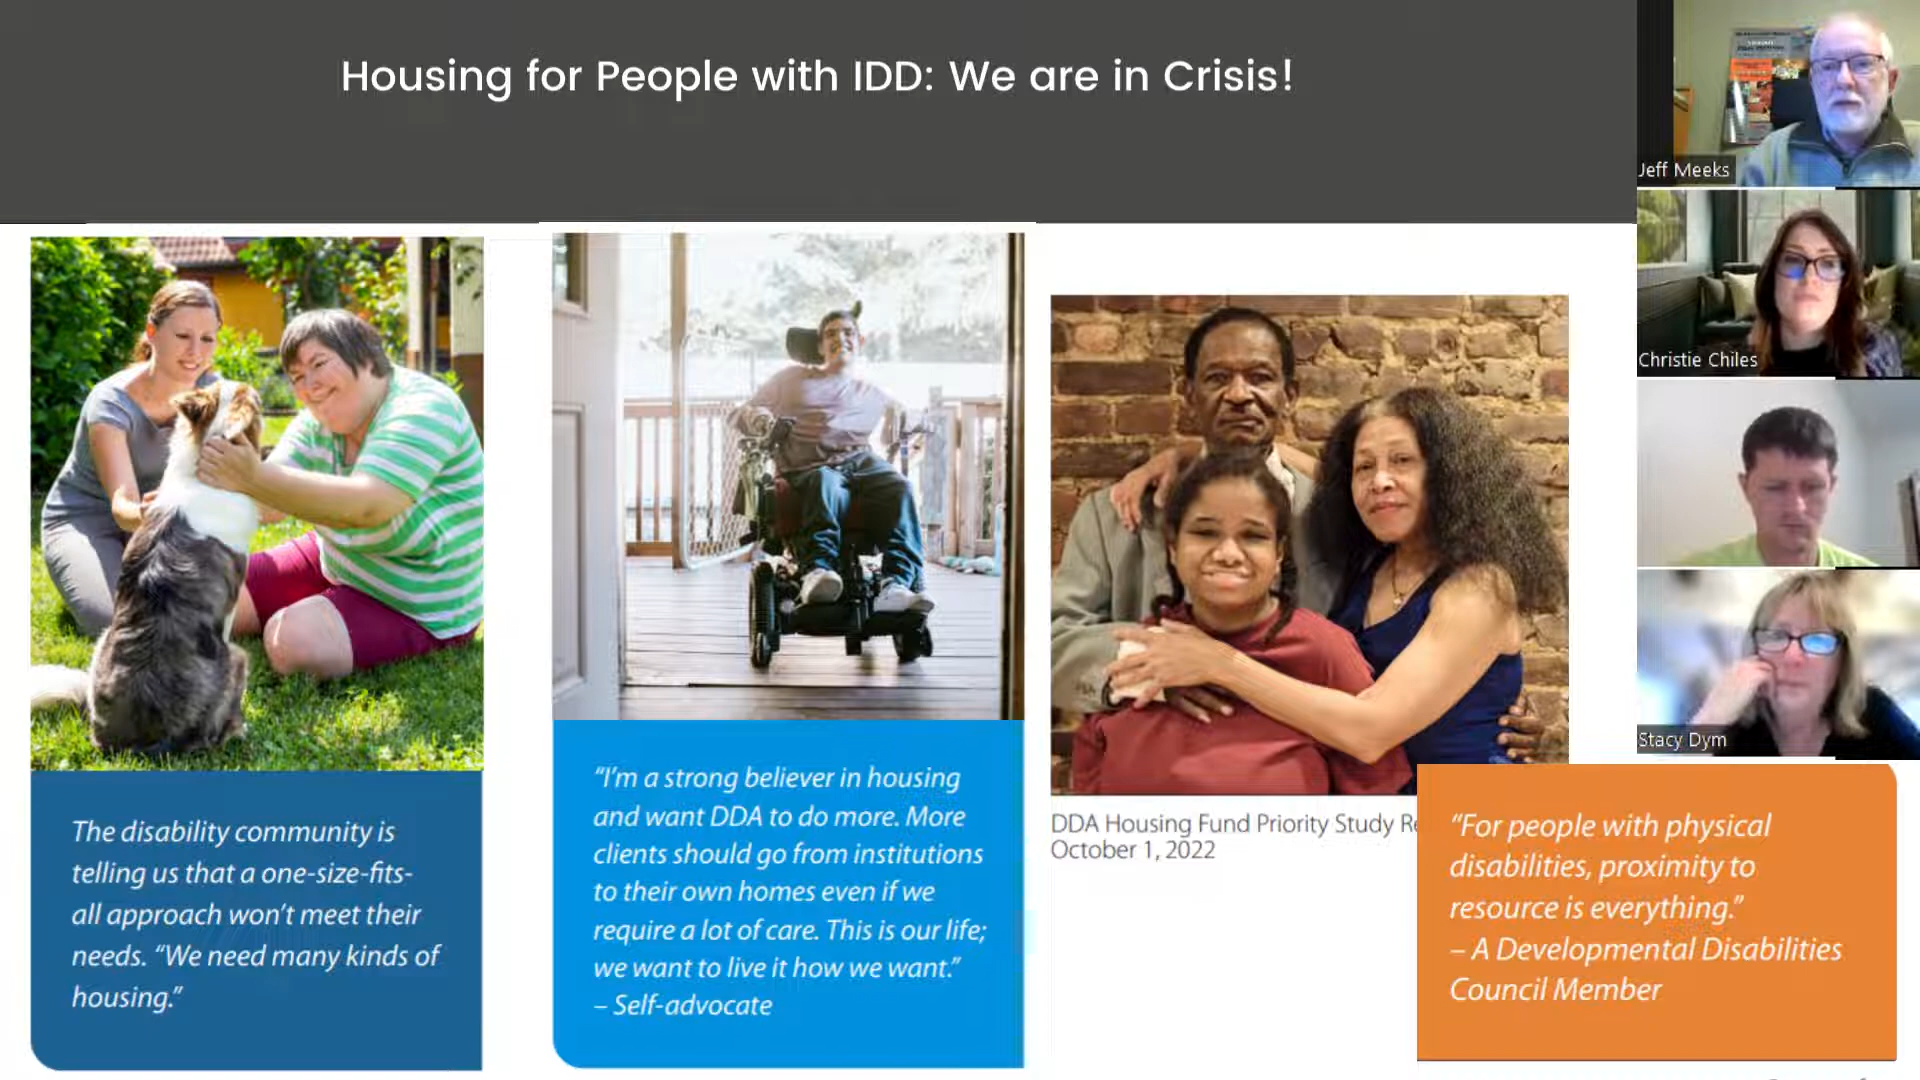 Housing for People with IDD: We are in Crisis!
Jeff Meeks
Christie Chiles
Stacy Dym
The disability community is
telling us that a one-size-fits-
all approach won't meet their
needs. “We need many kinds of
housing.”
“I'm a strong believer in housing
and want DDA to do more. More
clients should go from institutions
to their own homes even if we
require a lot of care. This is our life;
we want to live it how we want.”
– Self-advocate
DDA Housing Fund Priority Study
October 1, 2022
“For people with physical
disabilities, proximity to
resource is everything.”
– A Developmental Disabilities
Council Member